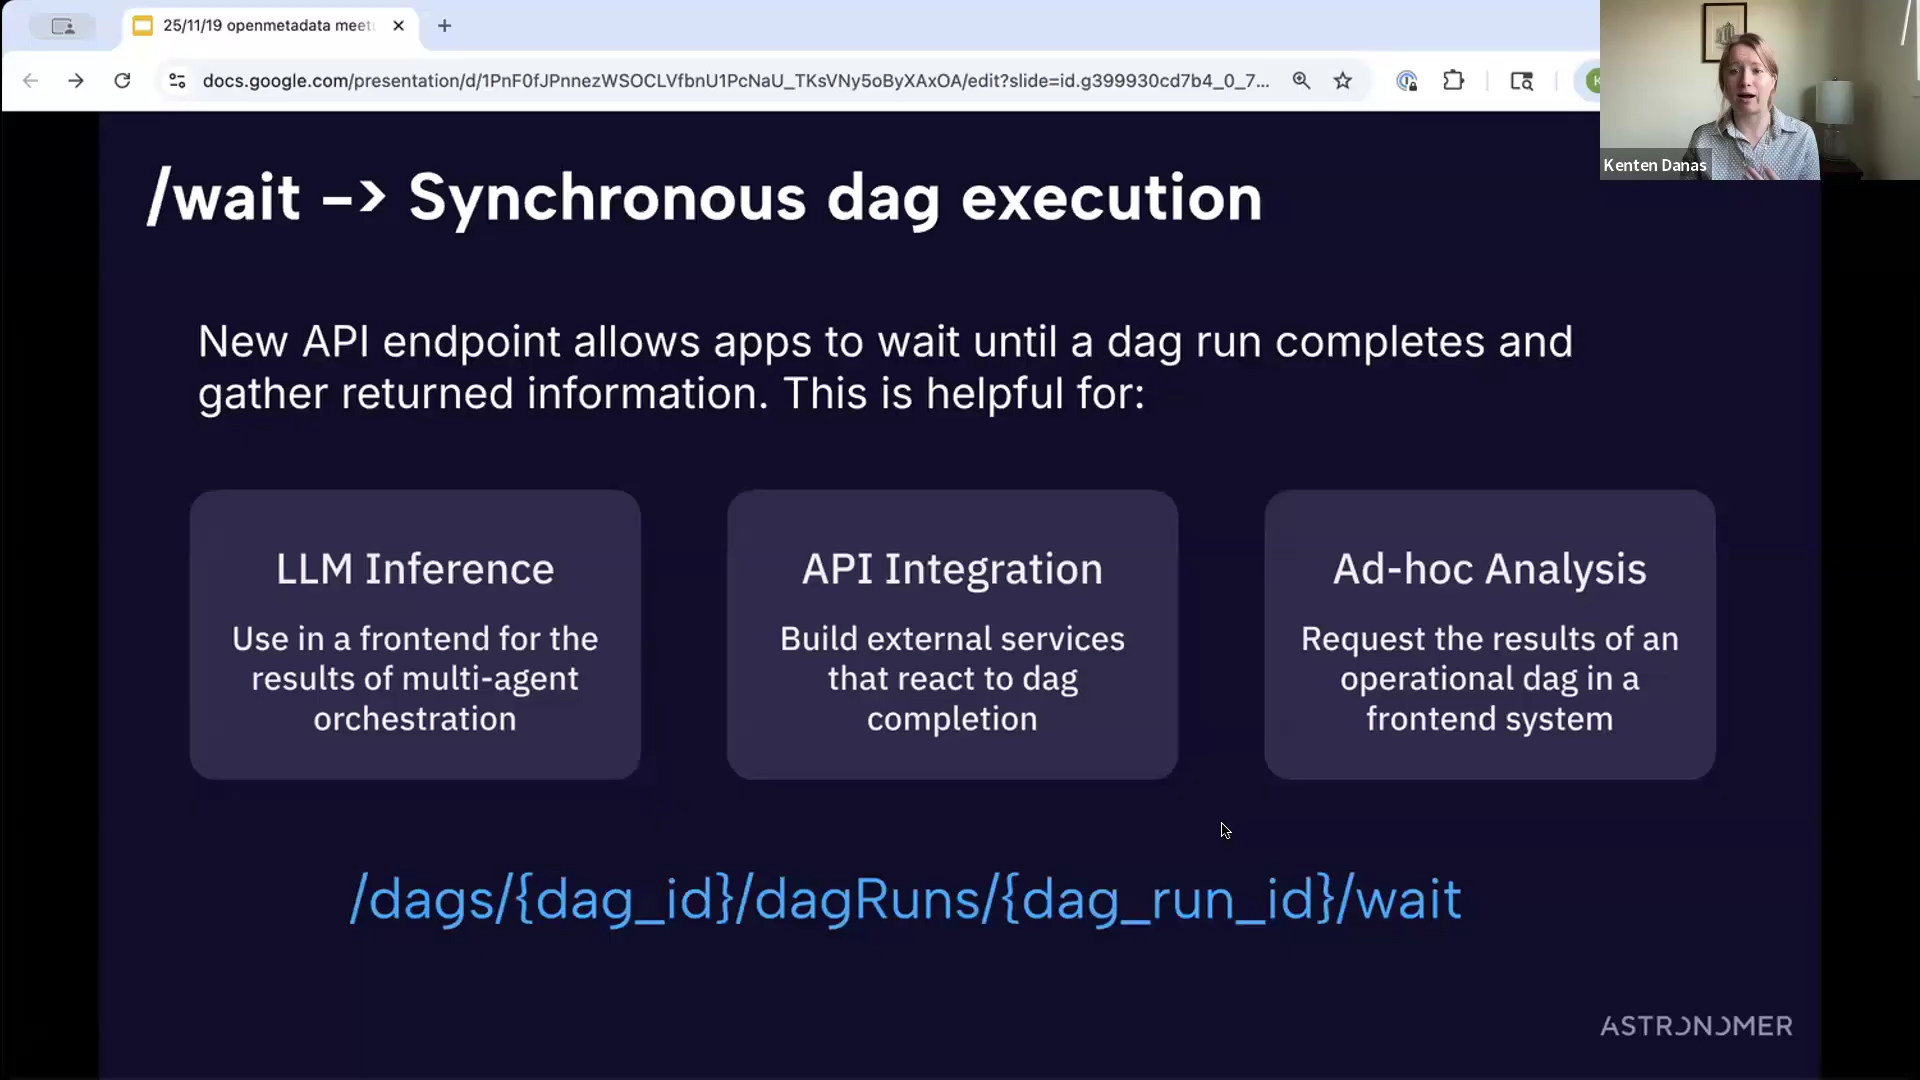 25/11/19 openmetadata meet
docs.google.com/presentation/d/1PnF0fJPnnezWSOCLVfbnU1PcNaU_TKsVNy5oByXAxOA/edit?slide=id.g399930cd7b4_0_7...
K
Kenten Danas
/wait –> Synchronous dag execution
New API endpoint allows apps to wait until a dag run completes and
gather returned information. This is helpful for:
LLM Inference
Use in a frontend for the
results of multi-agent
orchestration
API Integration
Build external services
that react to dag
completion
Ad-hoc Analysis
Request the results of an
operational dag in a
frontend system
/dags/{dag_id}/dagRuns/{dag_run_id}/wait
ASTRONOMER